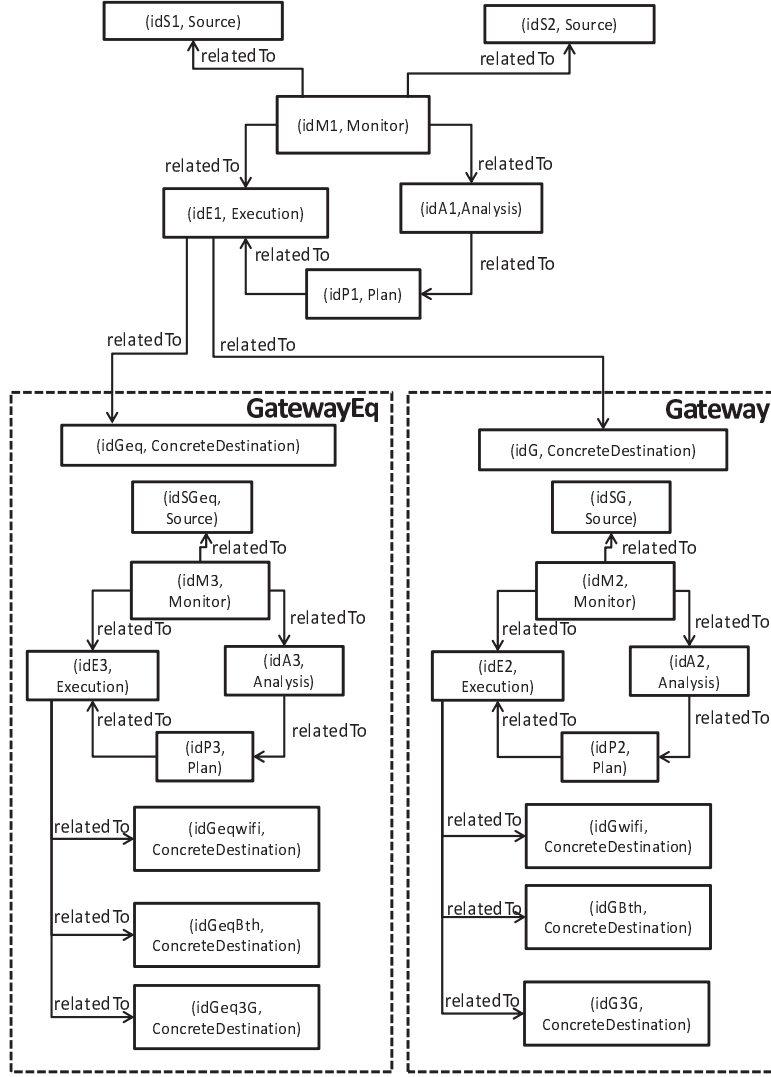 (idS1, Source)
(idS2, Source)
relatedTo
relatedTo
(idM1, Monitor)
relatedTo
relatedTo
(idE1, Execution)
(idA1,Analysis)
relatedTo
relatedTo
(idP1, Plan)
relatedTo
relatedTo
GatewayEq
Gateway
(idGeq, ConcreteDestination)
(idG, ConcreteDestination)
(idSGeq,
Source)
relatedTo
(idM3,
Monitor)
relatedTo
relatedTo
(idE3,
Execution)
(idA3,
Analysis)
relatedTo
relatedTo
(idP3,
Plan)
relatedTo
(idGeqwifi,
ConcreteDestination)
relatedTo
(idGeqBth,
ConcreteDestination)
relatedTo
(idGeq3G,
ConcreteDestination)
(idSG,
Source)
relatedTo
(idM2,
Monitor)
relatedTo
relatedTo
(idE2,
Execution)
(idA2,
Analysis)
relatedTo
relatedTo
(idP2,
Plan)
relatedTo
(idGwifi,
ConcreteDestination)
relatedTo
(idGBth,
ConcreteDestination)
relatedTo
(idG3G,
ConcreteDestination)